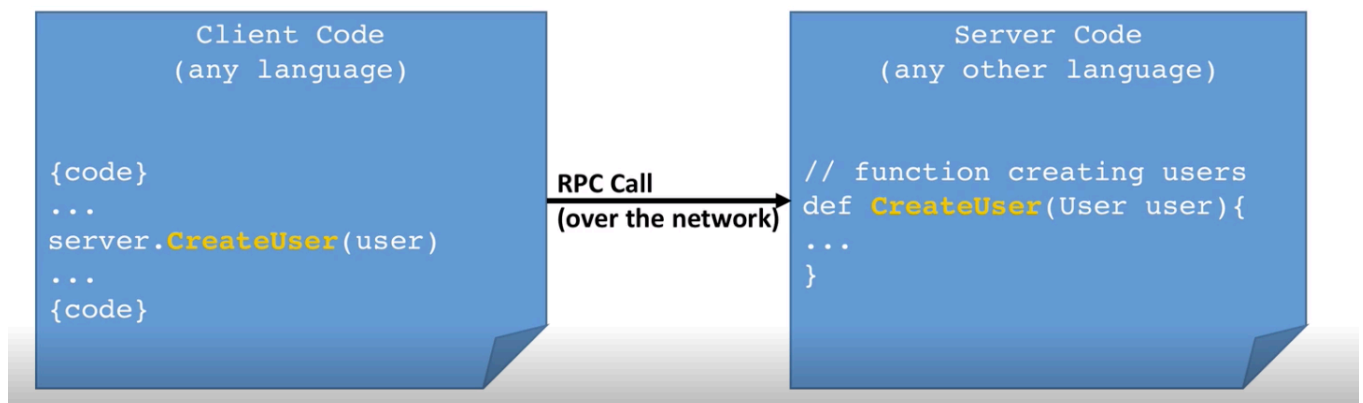 Client Code
(any language)
{code}
...
server.CreateUser(user)
...
{code}
RPC Call
(over the network)
Server Code
(any other language)
// function creating users
def CreateUser(User user){
...
}